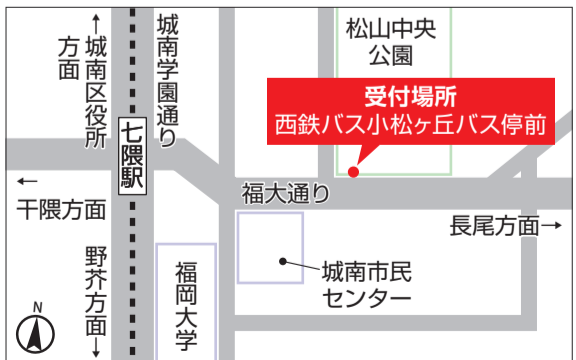 ↑城南区役所
方面
城南学園通り
松山中央
公園
受付場所
西鉄バス小松ヶ丘バス停前
七隈駅
←
干隈方面
福大通り
長尾方面→
野芥方面↓
福岡大学
城南市民
センター
N